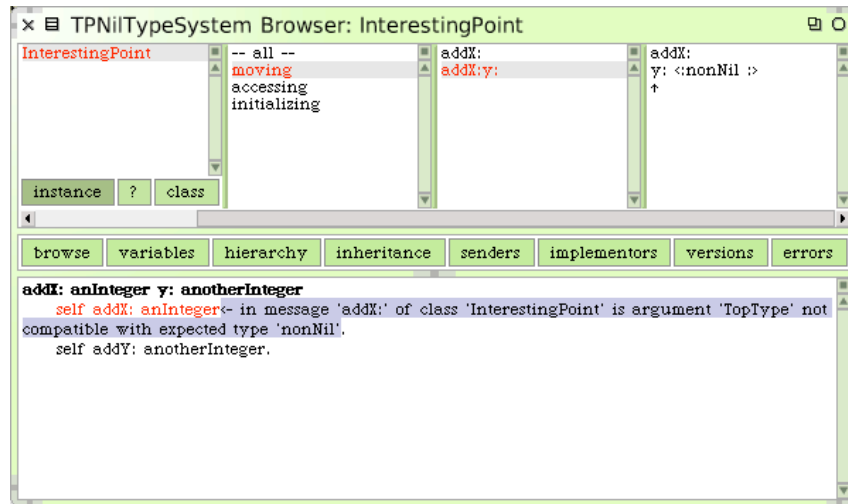 TPNilTypeSystem Browser: InterestingPoint
InterestingPoint
instance ? class
-- all --
moving
accessing
initializing
addX:
addX:y:
addX:
y: <:nonNil :>
↑
browse variables hierarchy inheritance senders implementors versions errors
addX: anInteger y: anotherInteger
self addX: anInteger<- in message 'addX:' of class 'InterestingPoint' is argument 'TopType' not
compatible with expected type 'nonNil'.
self addY: anotherInteger.